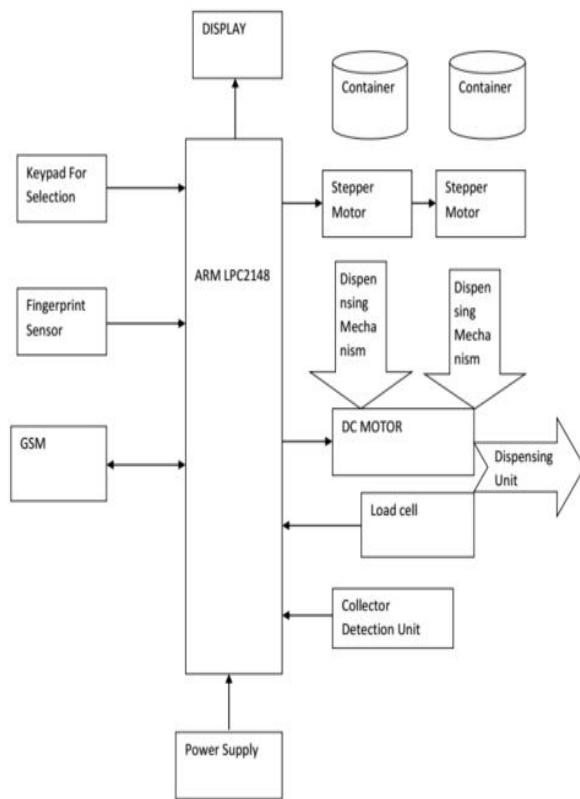 DISPLAY
Container
Container
Keypad For
Selection
Stepper
Motor
Stepper
Motor
ARM LPC2148
Fingerprint
Sensor
Dispe
nsing
Mecha
nism
Dispen
sing
Mecha
nism
DC MOTOR
GSM
Dispensing
Unit
Load cell
Collector
Detection Unit
Power Supply